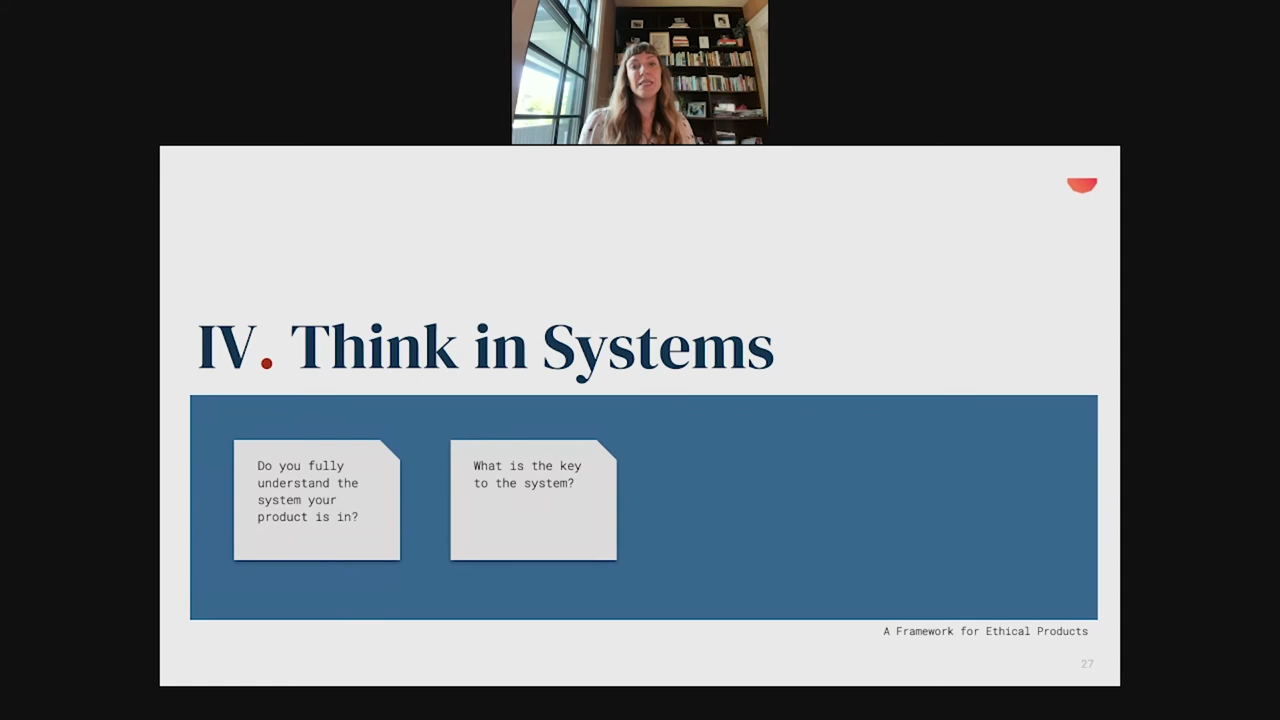 IV. Think in Systems
Do you fully
understand the
system your
product is in?
What is the key
to the system?
A Framework for Ethical Products
27